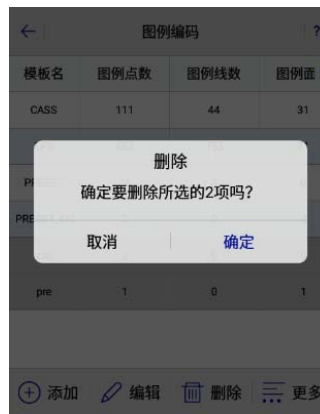 图例编码 ?
模板名 图例点数 图例线数 图例面
CASS 111 44 31
删除
确定要删除所选的2项吗?
取消 确定
pre 1 0 1
添加 编辑 删除 更多